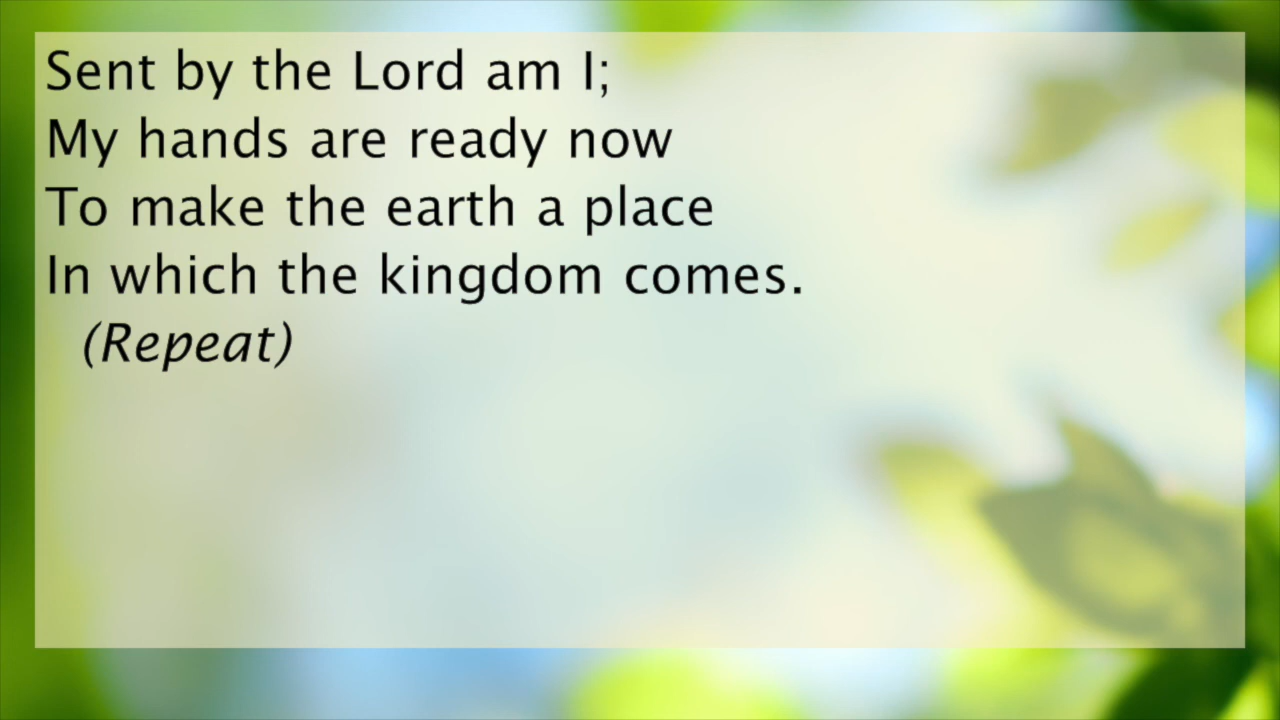 Sent by the Lord am I;
My hands are ready now
To make the earth a place
In which the kingdom comes.
(Repeat)